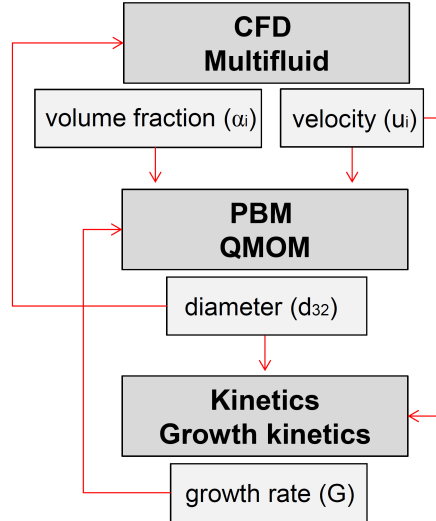 CFD
Multifluid
volume fraction (αi)
velocity (ui)
PBM
QMOM
diameter (d32)
Kinetics
Growth kinetics
growth rate (G)